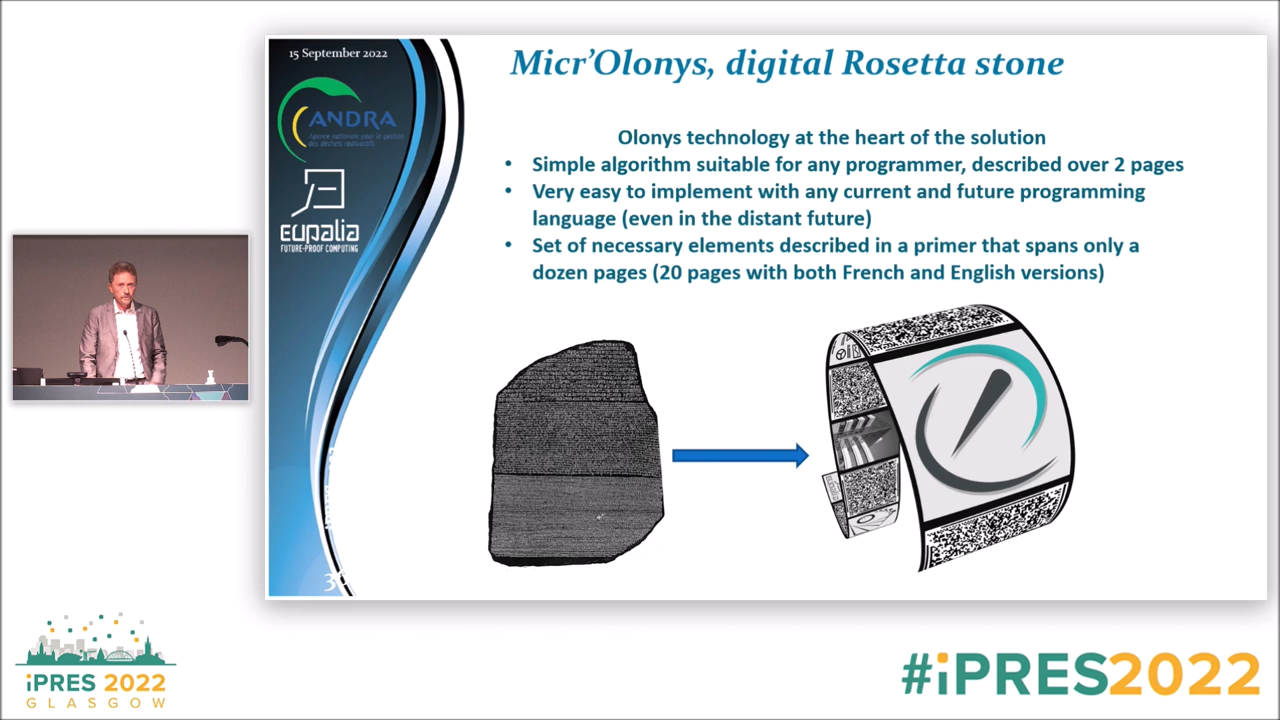 15 September 2022
Micr'Olonys, digital Rosetta stone
ANDRA
Agence nationale pour la gestion
des déchets radioactifs
eupalia
FUTURE-PROOF COMPUTING
Olonys technology at the heart of the solution
• Simple algorithm suitable for any programmer, described over 2 pages
• Very easy to implement with any current and future programming
language (even in the distant future)
• Set of necessary elements described in a primer that spans only a
dozen pages (20 pages with both French and English versions)
iPRES 2022
GLASGOW
#iPRES2022